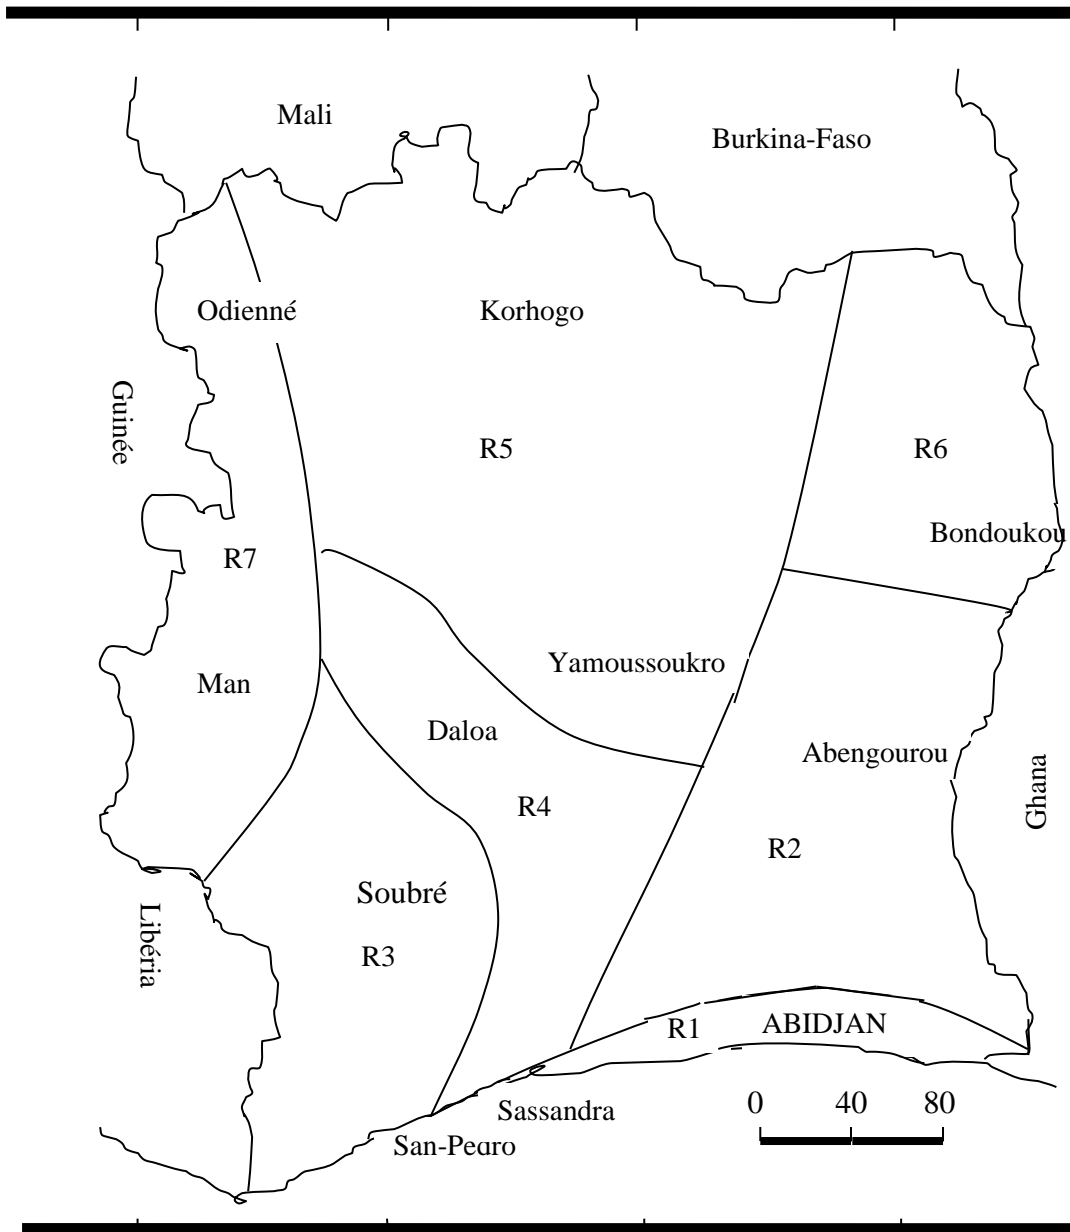 Mali
Burkina-Faso
Odienné
Korhogo
Guinée
R5
R6
Bondoukou
R7
Yamoussoukro
Man
Daloa
Abengourou
Ghana
R4
R2
Soubré
Libéria
R3
R1
ABIDJAN
Sassandra
0 40 80
San-Pedro